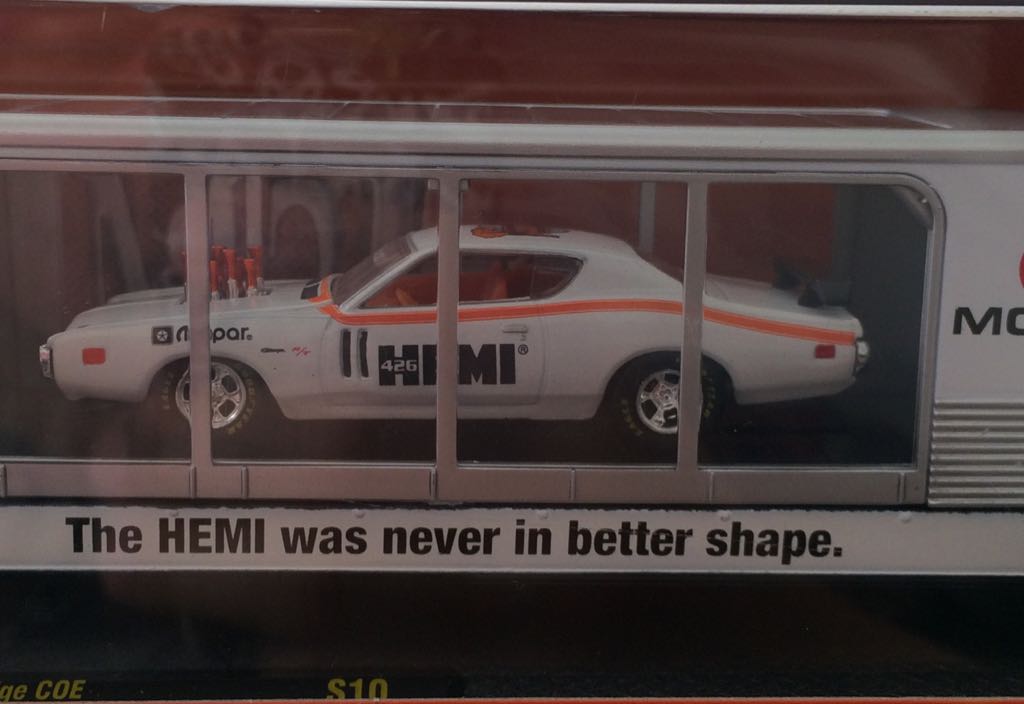 Mopar®
426 HEMI®
MO
The HEMI was never in better shape.
ge COE
S10